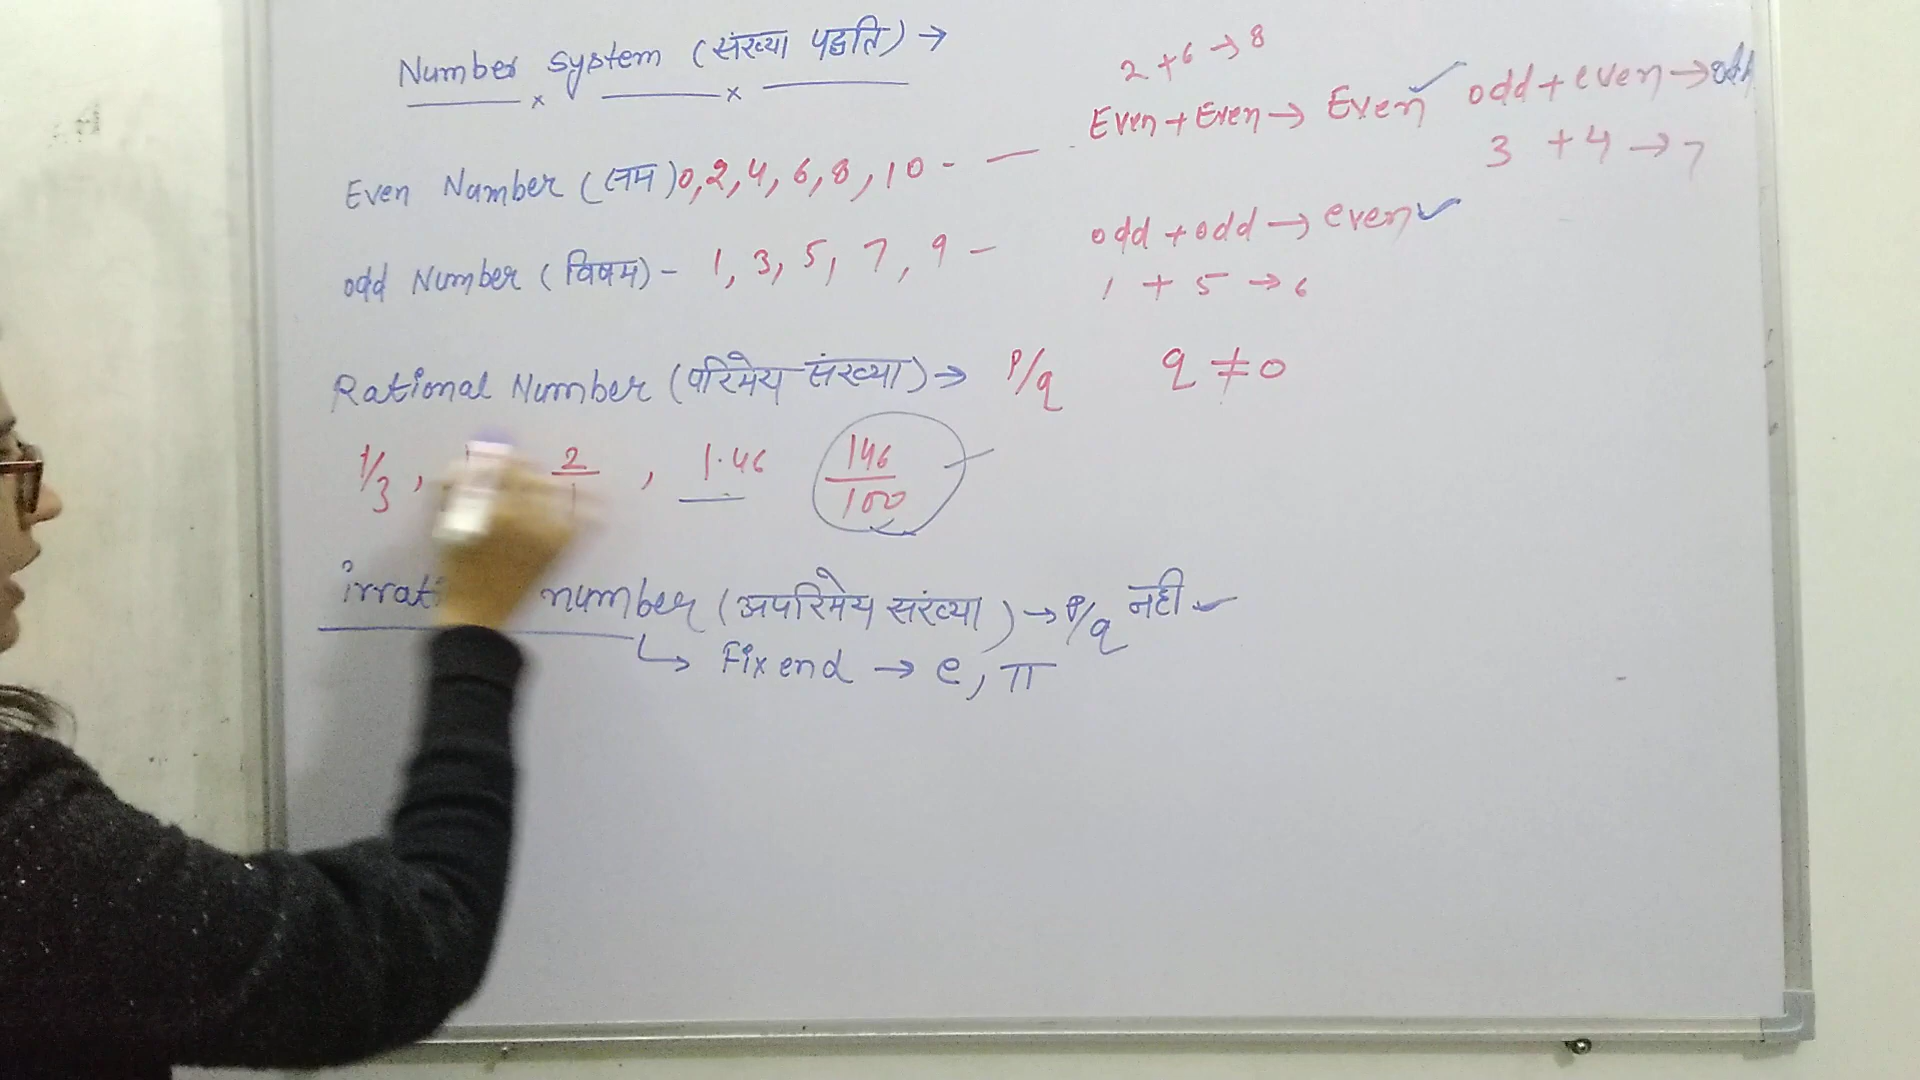 Number system (संख्या पद्धति) →
2 + 6 → 8
Even + Even → Even ✓ odd + even → odd
3 + 4 → 7
Even Number (सम) 0, 2, 4, 6, 8, 10 - —
odd + odd → even ✓
odd Number (विषम) - 1, 3, 5, 7, 9 -
1 + 5 → 6
Rational Number (परिमेय संख्या) → P/q q ≠ 0
1/3, 2/1, 1.46 146/100
number (अपरिमेय संख्या) → P/q नही
↳ Fix end → e, π